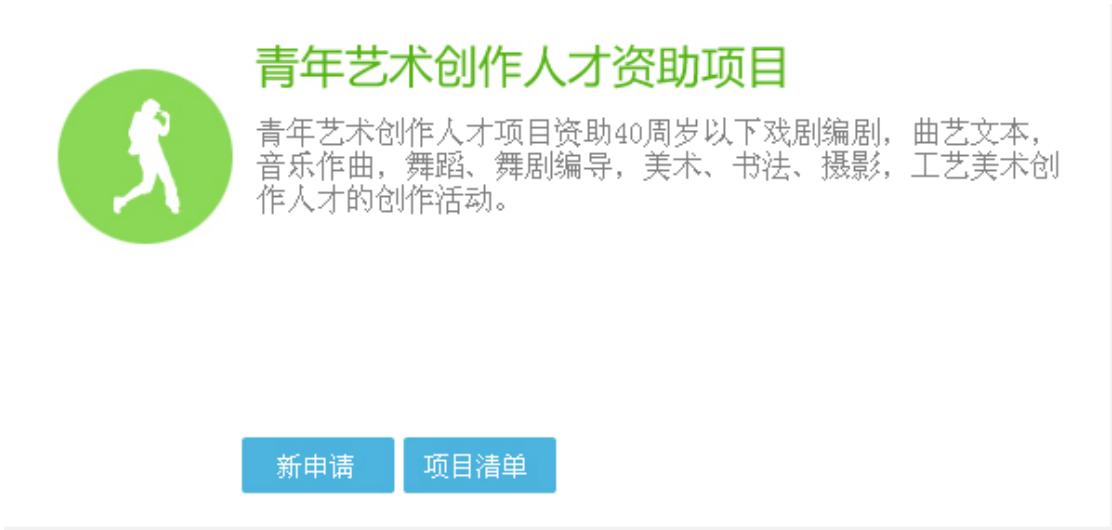 青年艺术创作人才资助项目
青年艺术创作人才项目资助40周岁以下戏剧编剧，曲艺文本，
音乐作曲，舞蹈、舞剧编导，美术、书法、摄影，工艺美术创
作人才的创作活动。
新申请 项目清单